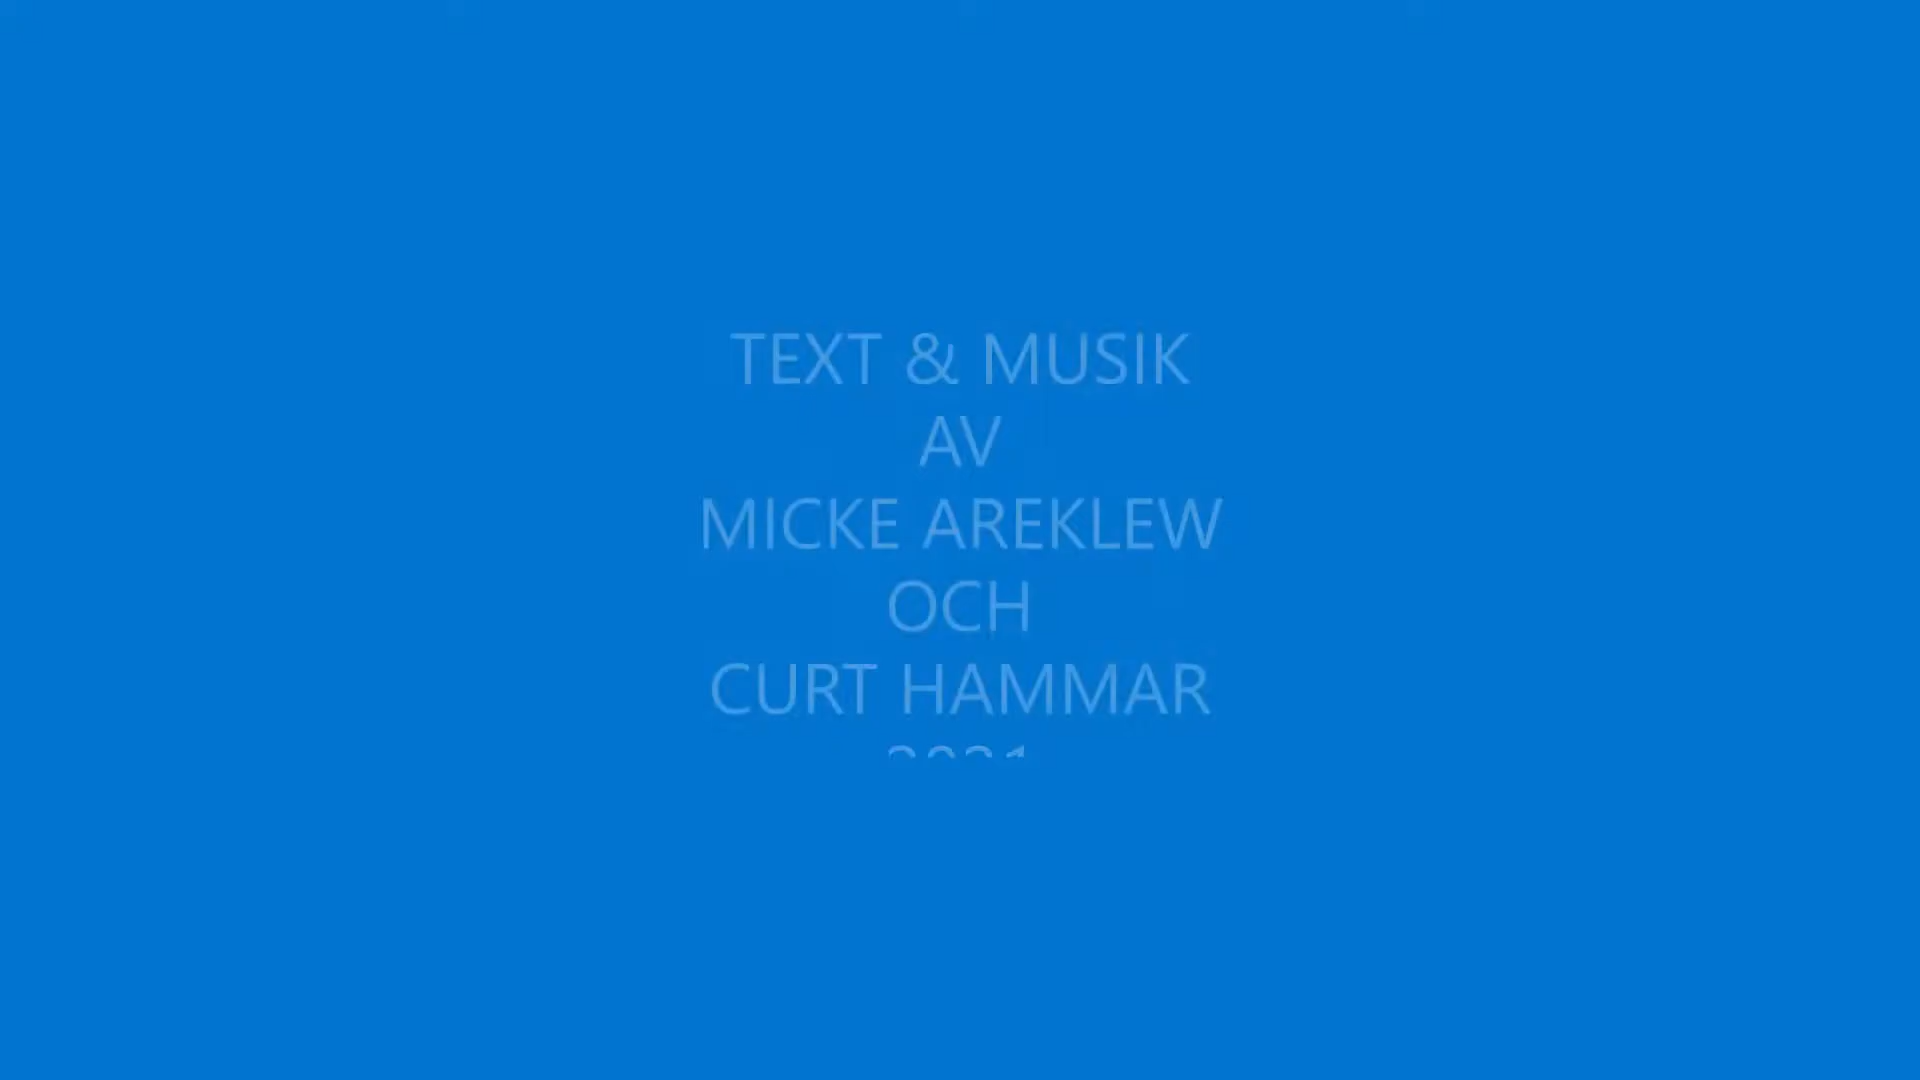 TEXT & MUSIK
AV
MICKE AREKLEW
OCH
CURT HAMMAR